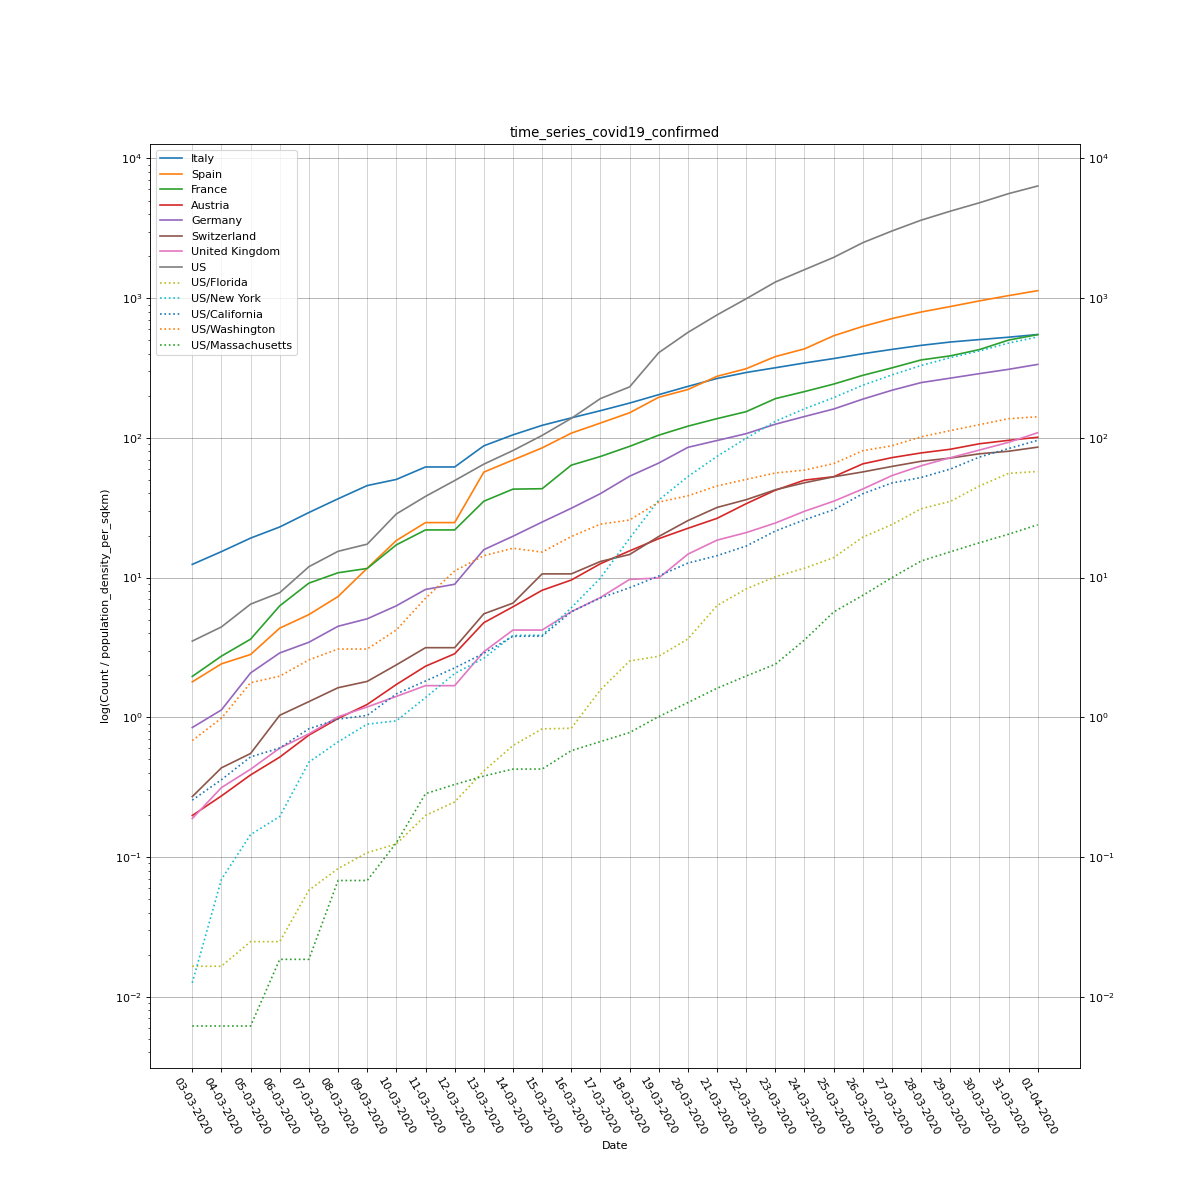 time_series_covid19_confirmed
Italy
Spain
France
Austria
Germany
Switzerland
United Kingdom
US
US/Florida
US/New York
US/California
US/Washington
US/Massachusetts
10⁴
10³
10²
10¹
10⁰
10⁻¹
10⁻²
10⁴
10³
10²
10¹
10⁰
10⁻¹
10⁻²
log(Count / population_density_per_sqkm)
03-03-2020
04-03-2020
05-03-2020
06-03-2020
07-03-2020
08-03-2020
09-03-2020
10-03-2020
11-03-2020
12-03-2020
13-03-2020
14-03-2020
15-03-2020
16-03-2020
17-03-2020
18-03-2020
19-03-2020
20-03-2020
21-03-2020
22-03-2020
23-03-2020
24-03-2020
25-03-2020
26-03-2020
27-03-2020
28-03-2020
29-03-2020
30-03-2020
31-03-2020
01-04-2020
Date